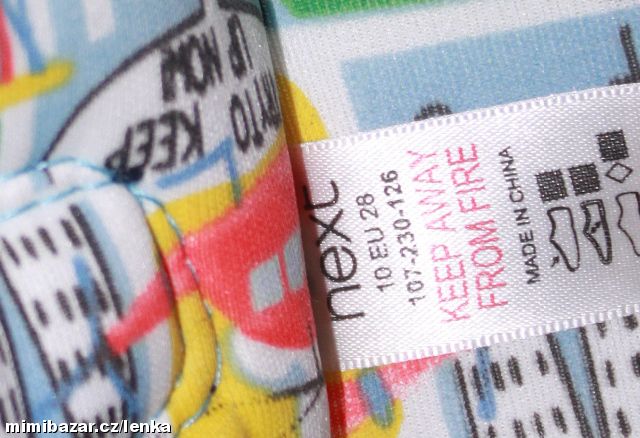 TRY TO
KEEP
UP NOW!
next
10 EU 28
107-230-126
KEEP AWAY
FROM FIRE
MADE IN CHINA
mimibazar.cz/lenka